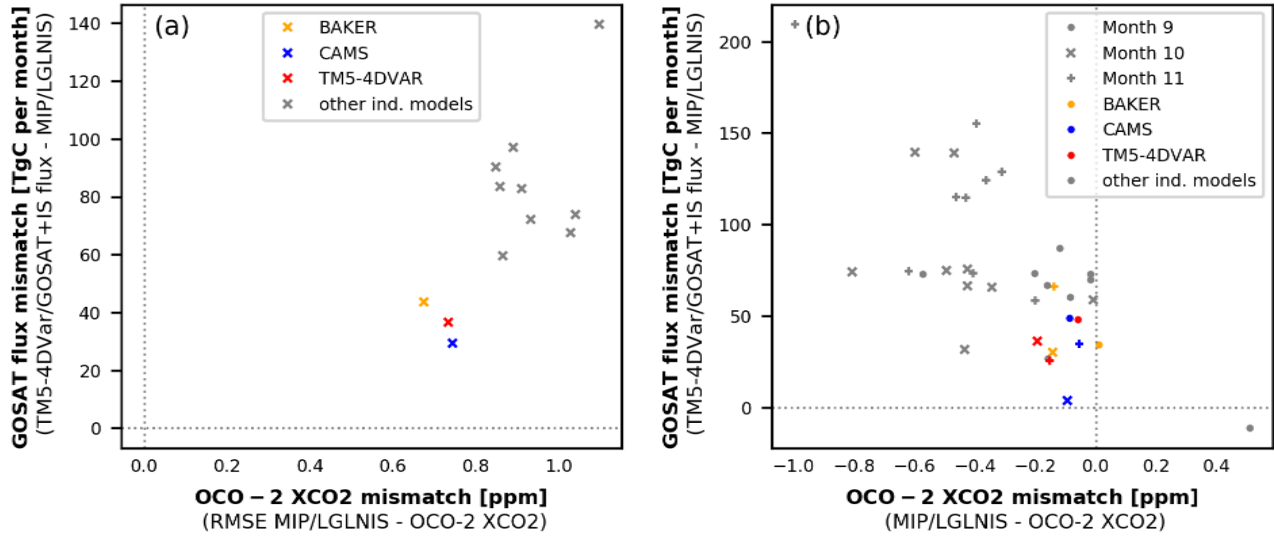 (a)
BAKER
CAMS
TM5-4DVAR
other ind. models
140
120
100
80
60
40
20
0
0.0 0.2 0.4 0.6 0.8 1.0
GOSAT flux mismatch [TgC per month]
(TM5-4DVar/GOSAT+IS flux - MIP/LGLNIS)
OCO − 2 XCO2 mismatch [ppm]
(RMSE MIP/LGLNIS - OCO-2 XCO2)
(b)
Month 9
Month 10
Month 11
BAKER
CAMS
TM5-4DVAR
other ind. models
200
150
100
50
0
−1.0 −0.8 −0.6 −0.4 −0.2 0.0 0.2 0.4
GOSAT flux mismatch [TgC per month]
(TM5-4DVar/GOSAT+IS flux - MIP/LGLNIS)
OCO − 2 XCO2 mismatch [ppm]
(MIP/LGLNIS - OCO-2 XCO2)